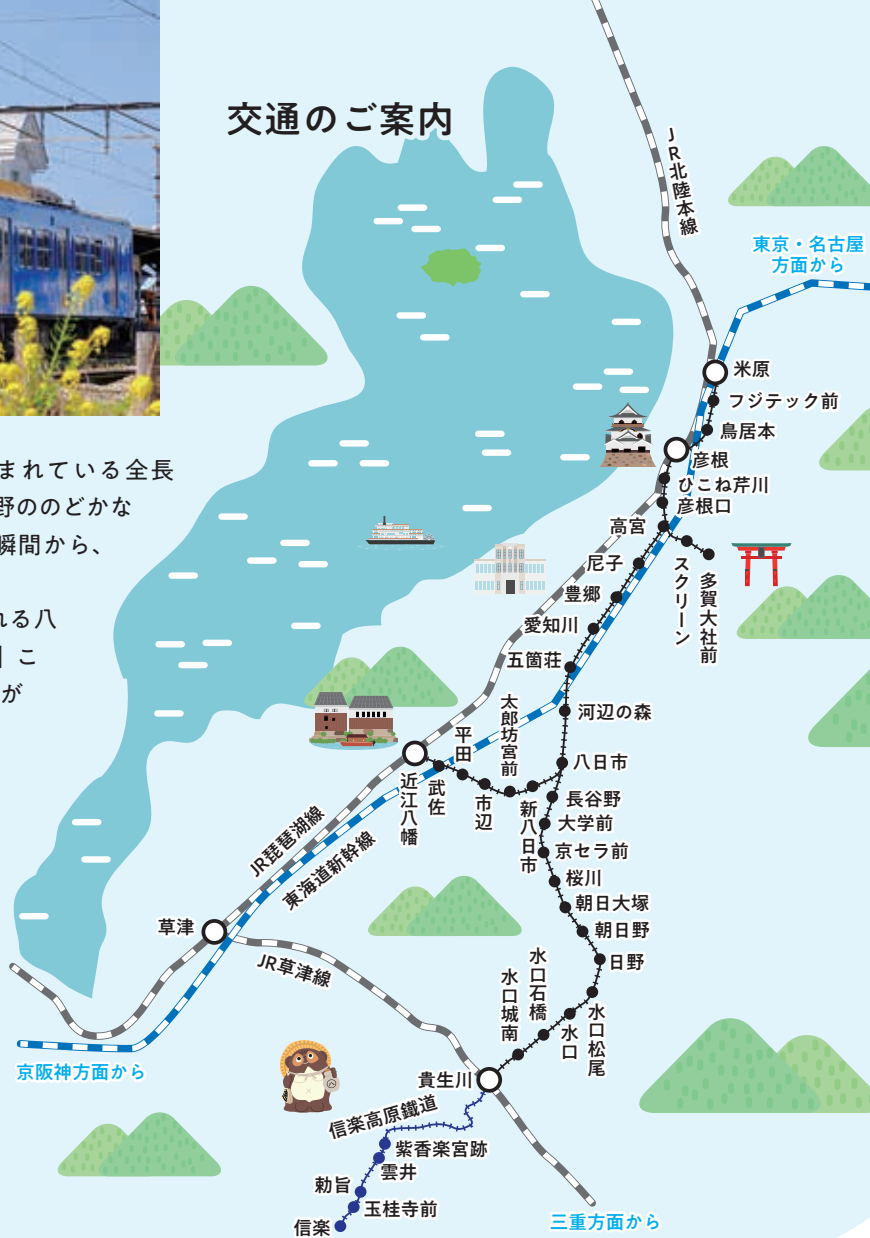 交通のご案内
JR北陸本線
東京・名古屋
方面から
まれている全長
野ののどかな
瞬間から、
れる八
こ
が
米原
フジテック前
鳥居本
彦根
ひこね芹川
彦根口
高宮
スクリーン
多賀大社前
尼子
豊郷
愛知川
五箇荘
河辺の森
八日市
太郎坊宮前
平田
近江八幡
武佐
市辺
新八日市
長谷野
大学前
京セラ前
桜川
朝日大塚
朝日野
日野
水口松尾
水口
水口石橋
水口城南
貴生川
JR琵琶湖線
東海道新幹線
草津
JR草津線
京阪神方面から
信楽高原鐵道
紫香楽宮跡
雲井
勅旨
玉桂寺前
信楽
三重方面から